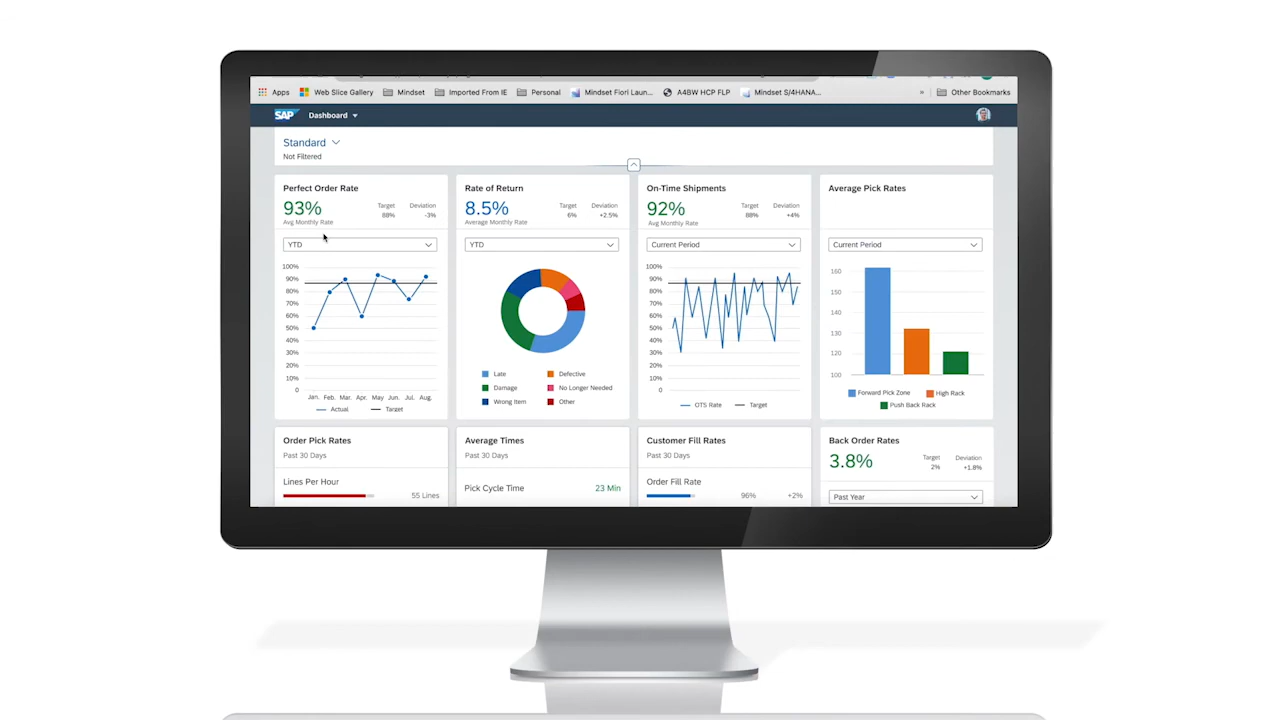 Apps Web Slice Gallery Mindset Imported From IE Personal Mindset Fiori Laun... A4BW HCP FLP Mindset S/4HANA... » Other Bookmarks
SAP Dashboard
Standard
Not Filtered
Perfect Order Rate
93%
Avg Monthly Rate
Target
88%
Deviation
-3%
YTD
100%
90%
80%
70%
60%
50%
40%
30%
20%
10%
0
Jan. Feb. Mar. Apr. May Jun. Jul. Aug.
Actual Target
Rate of Return
8.5%
Average Monthly Rate
Target
6%
Deviation
+2.5%
YTD
Late Defective
Damage No Longer Needed
Wrong Item Other
On-Time Shipments
92%
Avg Monthly Rate
Target
88%
Deviation
+4%
Current Period
100%
90%
80%
70%
60%
50%
40%
30%
20%
10%
0
OTS Rate Target
Average Pick Rates
Current Period
160
150
140
130
120
100
Forward Pick Zone High Rack
Push Back Rack
Order Pick Rates
Past 30 Days
Lines Per Hour
55 Lines
Average Times
Past 30 Days
Pick Cycle Time 23 Min
Customer Fill Rates
Past 30 Days
Order Fill Rate
96% +2%
Back Order Rates
3.8%
Target
2%
Deviation
+1.8%
Past Year